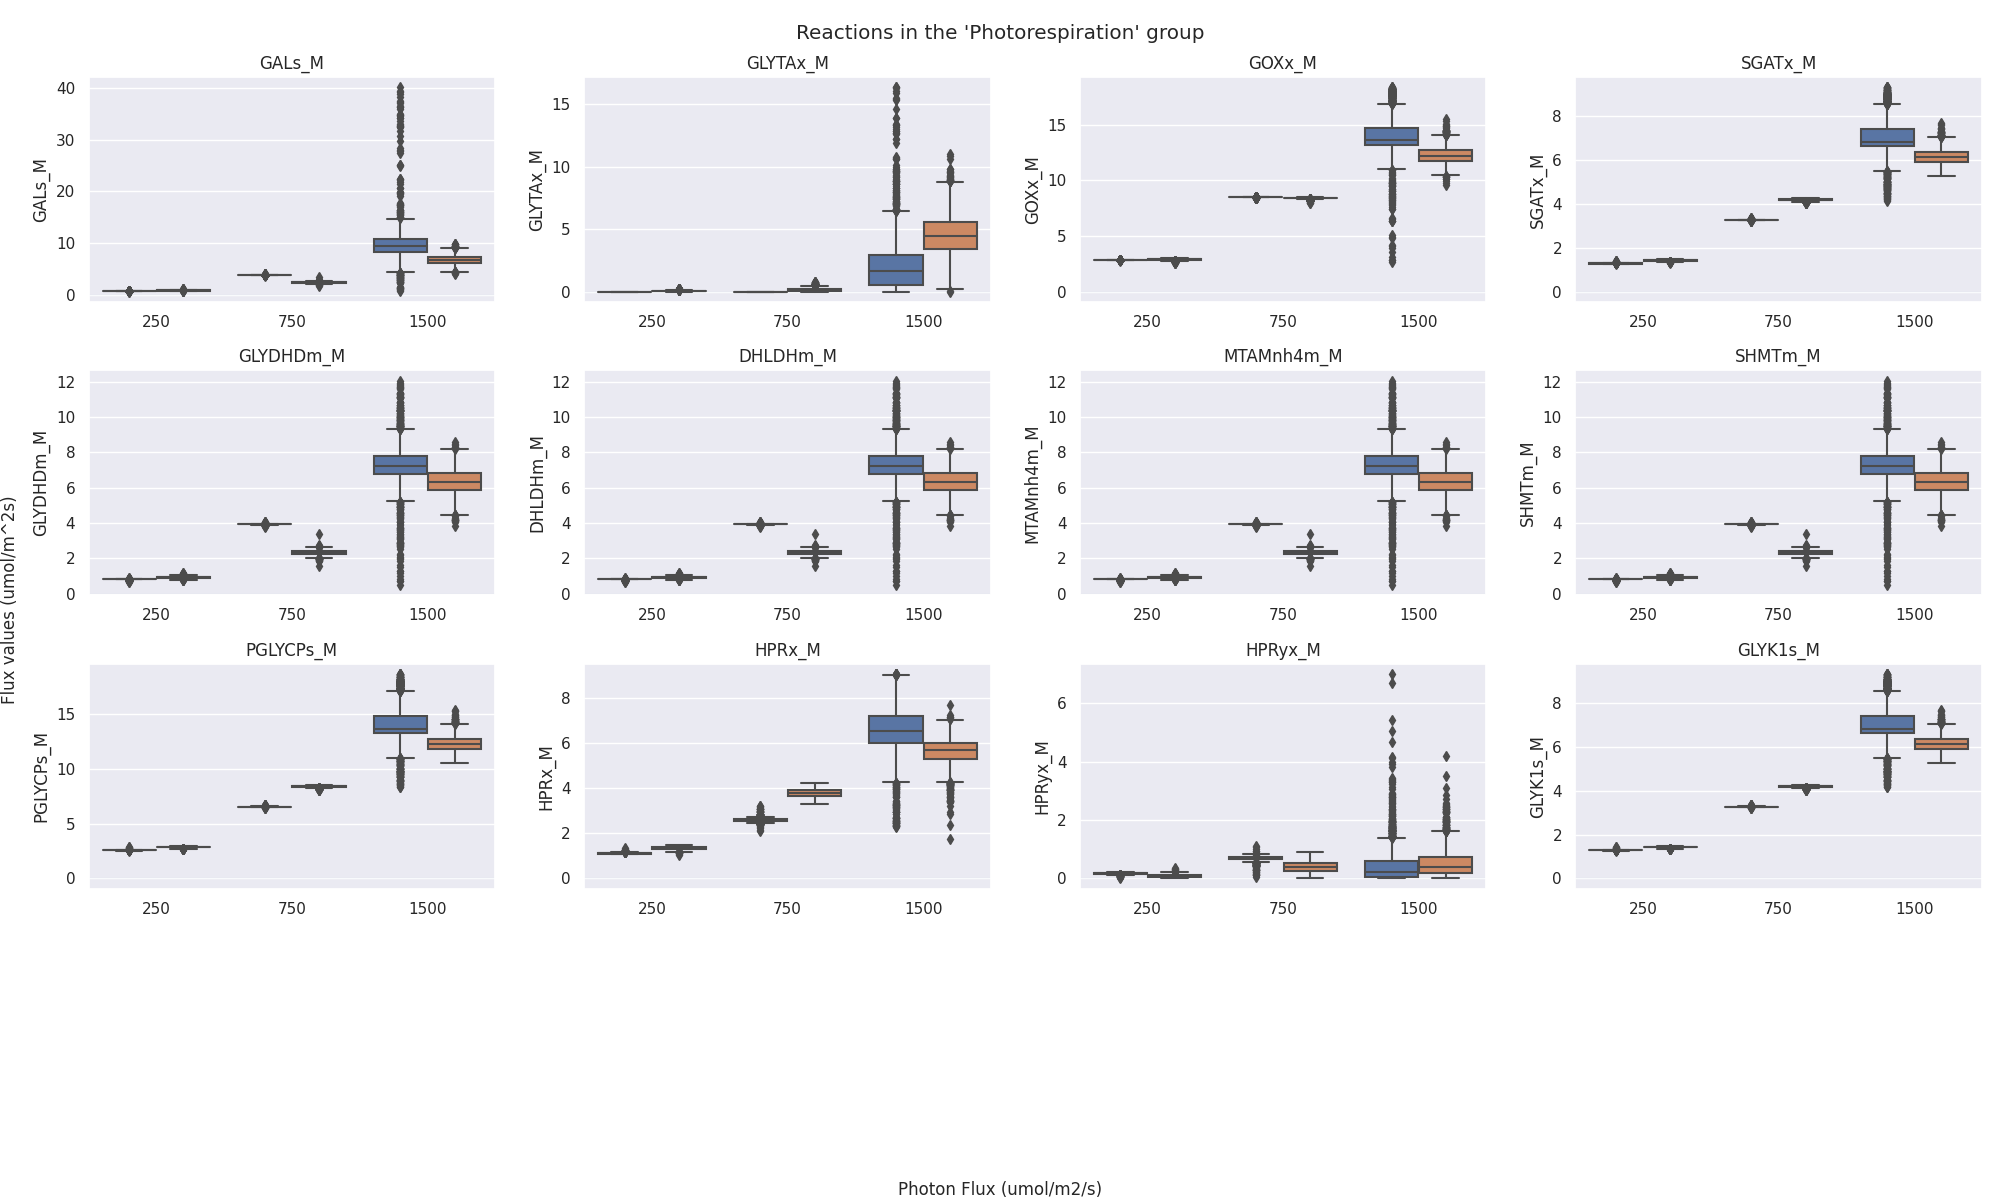 Reactions in the 'Photorespiration' group
GALs_M GLYTAx_M GOXx_M SGATx_M
GALs_M
40
30
20
10
0
250 750 1500
GLYTAx_M
15
10
5
0
250 750 1500
GOXx_M
15
10
5
0
250 750 1500
SGATx_M
8
6
4
2
0
250 750 1500
GLYDHDm_M DHLDHm_M MTAMnh4m_M SHMTm_M
GLYDHDm_M
12
10
8
6
4
2
0
250 750 1500
DHLDHm_M
12
10
8
6
4
2
0
250 750 1500
MTAMnh4m_M
12
10
8
6
4
2
0
250 750 1500
SHMTm_M
12
10
8
6
4
2
0
250 750 1500
Flux values (umol/m^2s)
PGLYCPs_M HPRx_M HPRyx_M GLYK1s_M
PGLYCPs_M
15
10
5
0
250 750 1500
HPRx_M
8
6
4
2
0
250 750 1500
HPRyx_M
6
4
2
0
250 750 1500
GLYK1s_M
8
6
4
2
0
250 750 1500
Photon Flux (umol/m2/s)